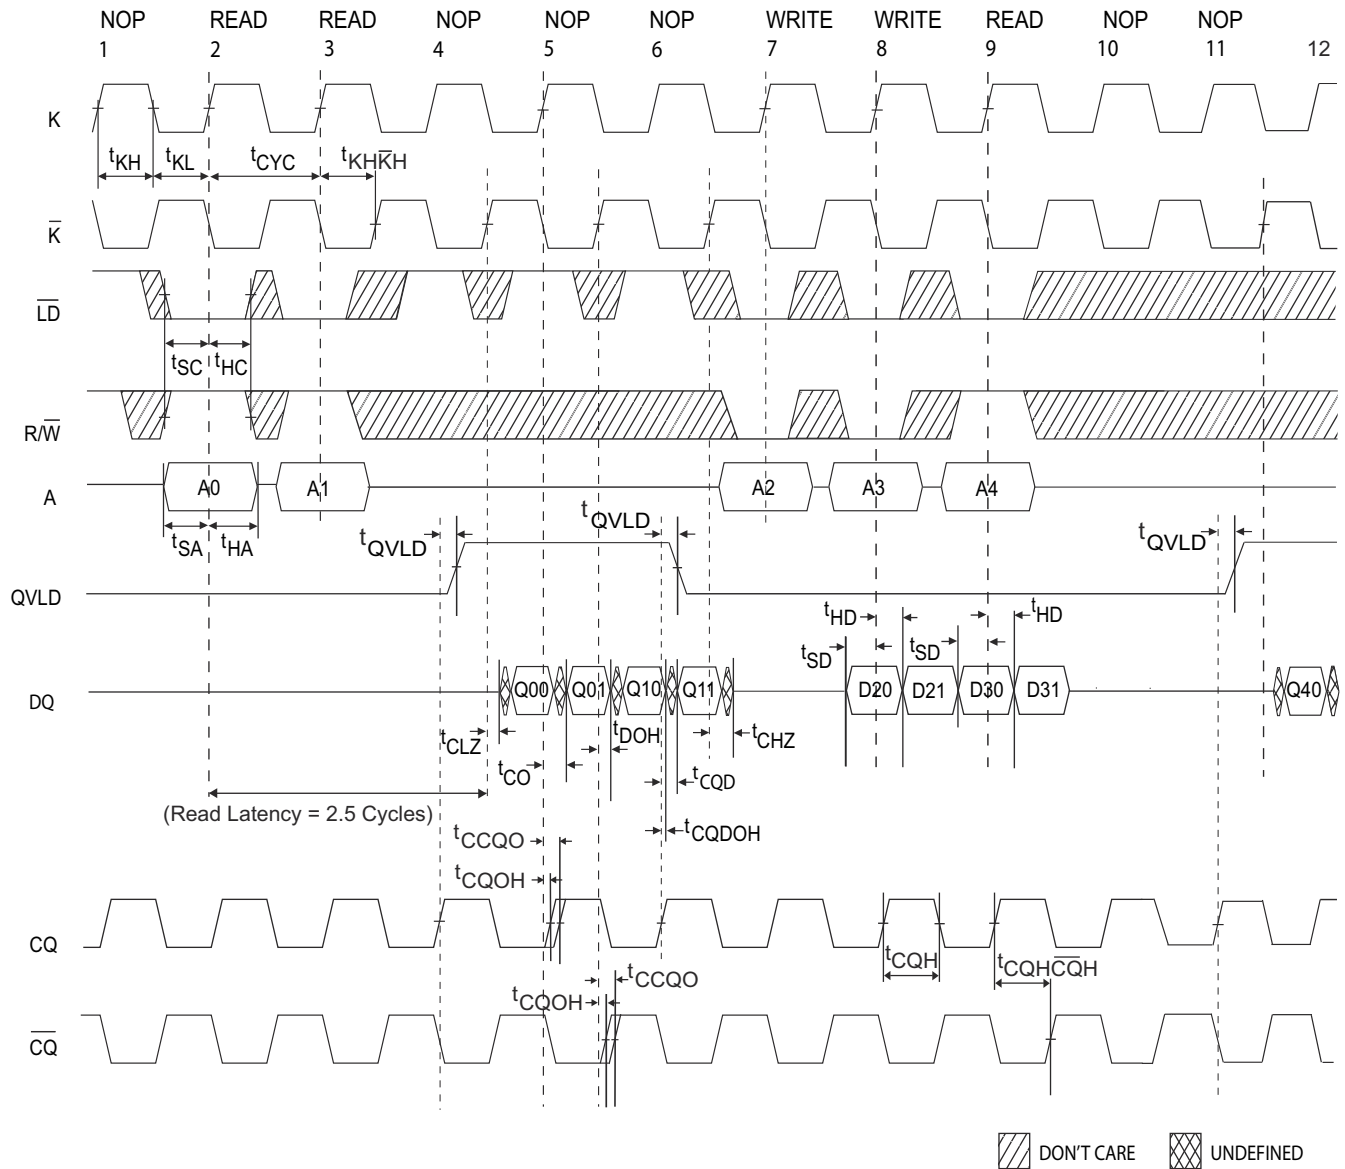 NOP READ READ NOP NOP NOP WRITE WRITE READ NOP NOP
1 2 3 4 5 6 7 8 9 10 11 12
K
tKH tKL tCYC tKHK̅H
K̅
L̅D̅
tSC tHC
R/W̅
A A0 A1 A2 A3 A4
tSA tHA tQVLD tQVLD tQVLD
QVLD
tHD tHD
tSD tSD
DQ Q00 Q01 Q10 Q11 D20 D21 D30 D31 Q40
tCLZ tDOH tCHZ
tCO tCQD
(Read Latency = 2.5 Cycles)
tCQDOH
tCCQO
tCQOH
CQ
tCQH tCQHC̅Q̅H
tCCQO
tCQOH
C̅Q̅
DON'T CARE UNDEFINED